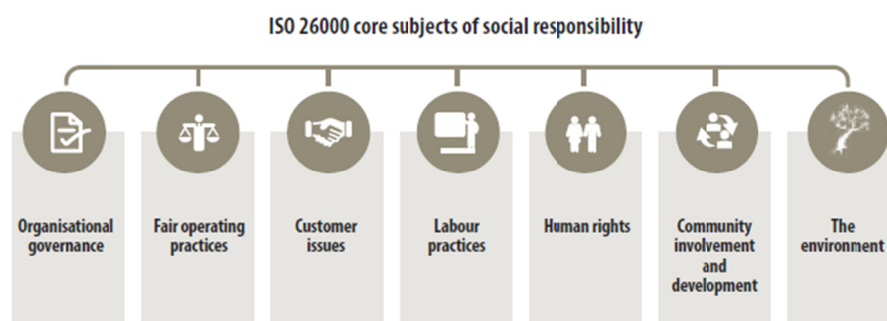 ISO 26000 core subjects of social responsibility
Organisational
governance
Fair operating
practices
Customer
issues
Labour
practices
Human rights
Community
involvement
and
development
The
environment